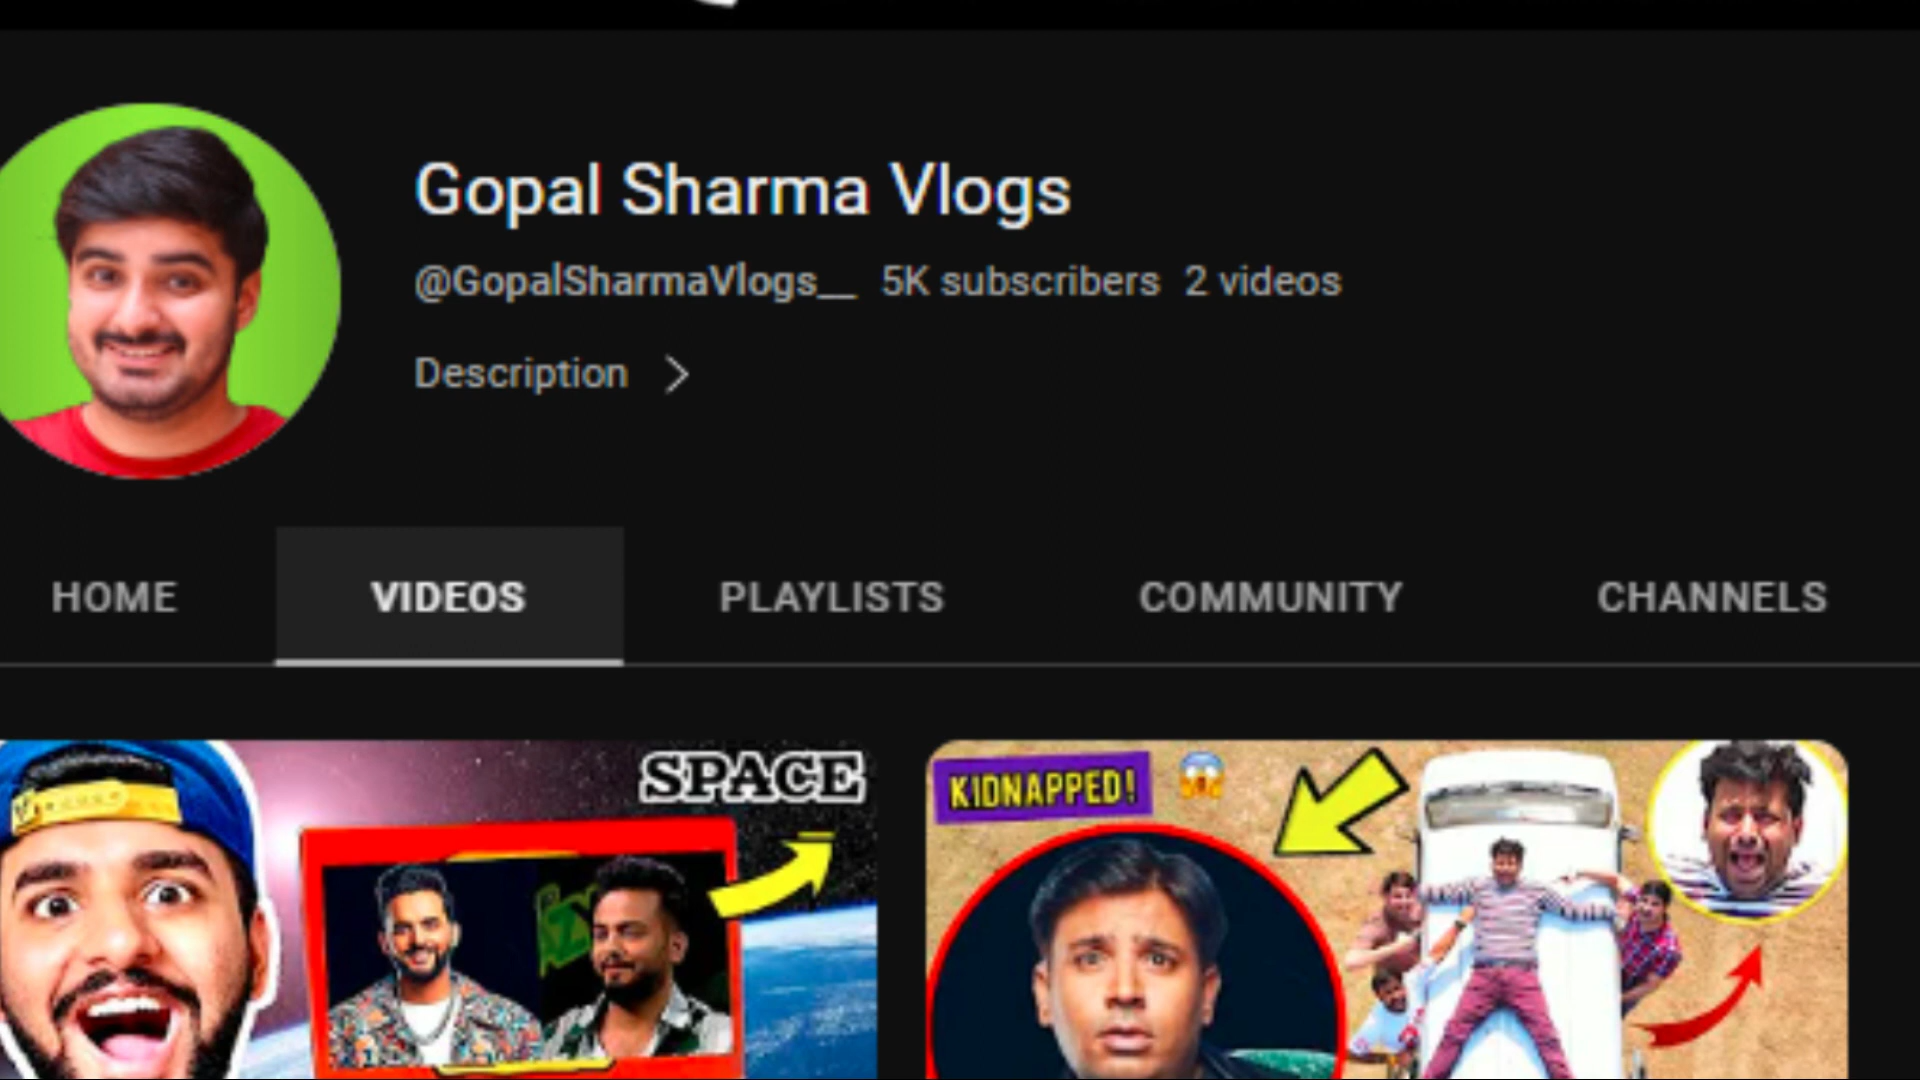 Gopal Sharma Vlogs
@GopalSharmaVlogs__ 5K subscribers 2 videos
Description
HOME VIDEOS PLAYLISTS COMMUNITY CHANNELS
SPACE
KIDNAPPED!